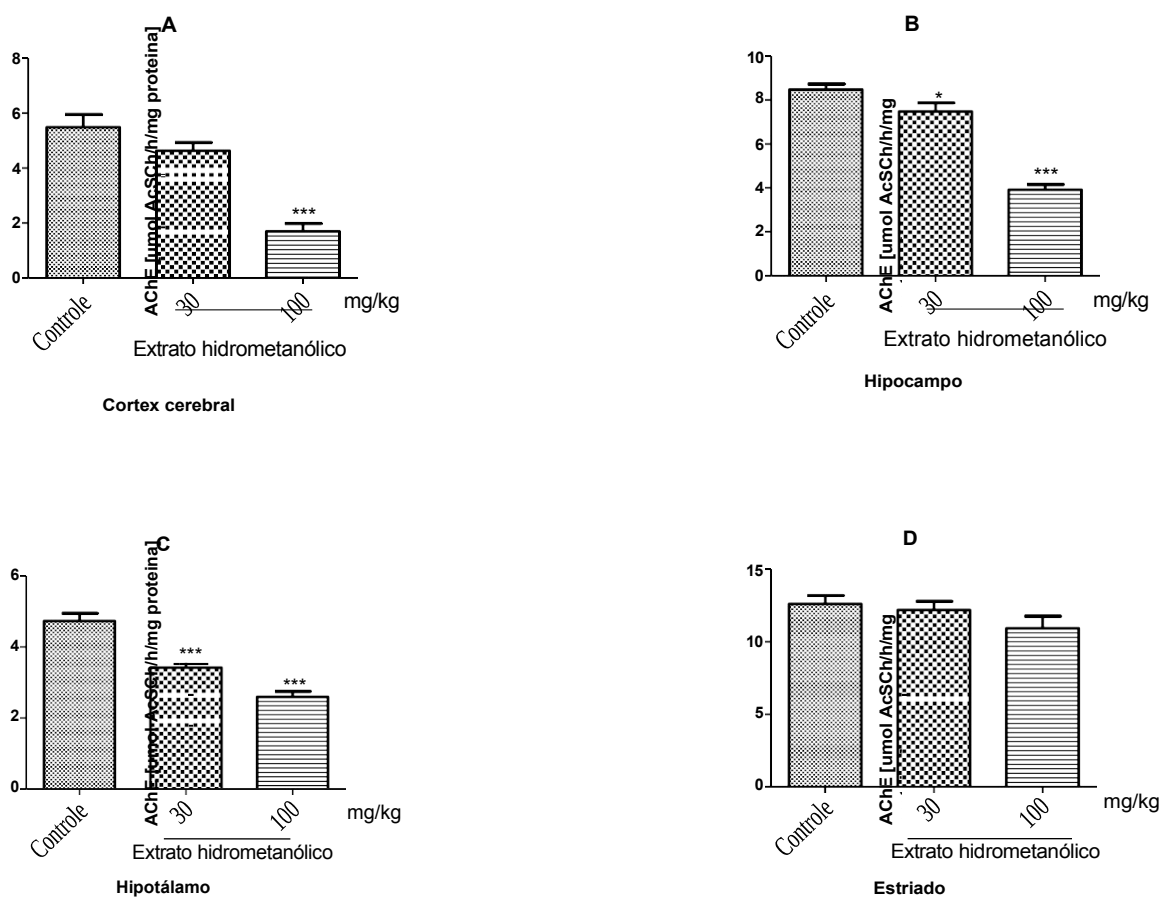 A
AChE [umol AcSCh/h/mg proteina]
8
6
4
2
0
***
Controle
30
100
mg/kg
Extrato hidrometanólico
Cortex cerebral
B
AChE [umol AcSCh/h/mg
10
8
6
4
2
0
*
***
Controle
30
100
mg/kg
Extrato hidrometanólico
Hipocampo
C
AChE [umol AcSCh/h/mg proteina]
6
4
2
0
***
***
Controle
30
100
mg/kg
Extrato hidrometanólico
Hipotálamo
D
AChE [umol AcSCh/h/mg
15
10
5
0
Controle
30
100
mg/kg
Extrato hidrometanólico
Estriado